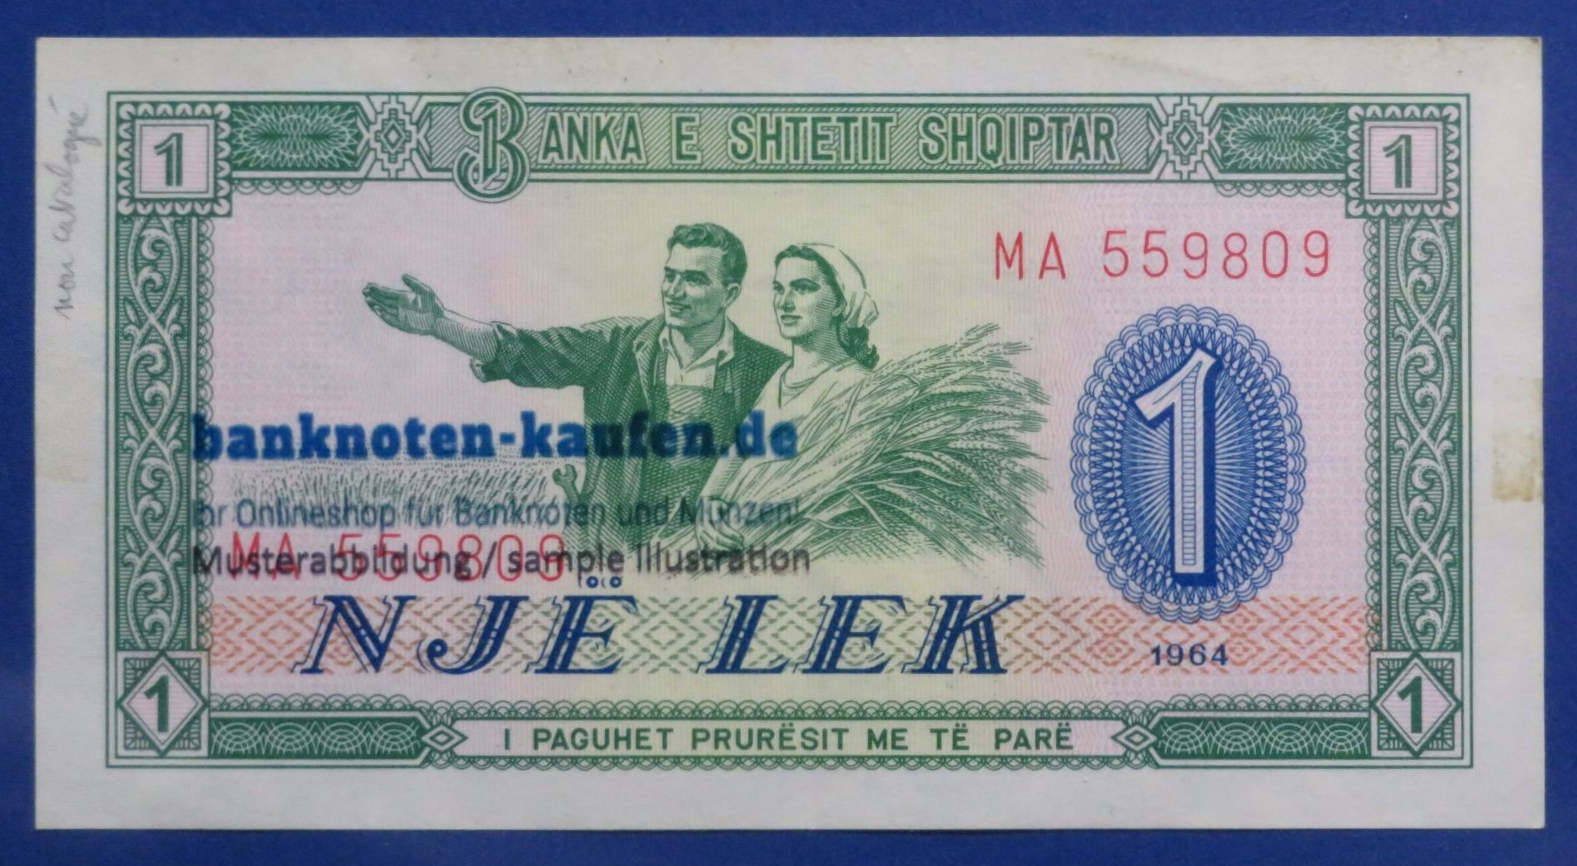 non catalogué
1
BANKA E SHTETIT SHQIPTAR
1
MA 559809
1
banknoten-kaufen.de
Ihr Onlineshop für Banknoten und Münzen!
MA 559809
Musterabbildung / sample Illustration
NJË LEK
1964
1
I PAGUHET PRURËSIT ME TË PARË
1